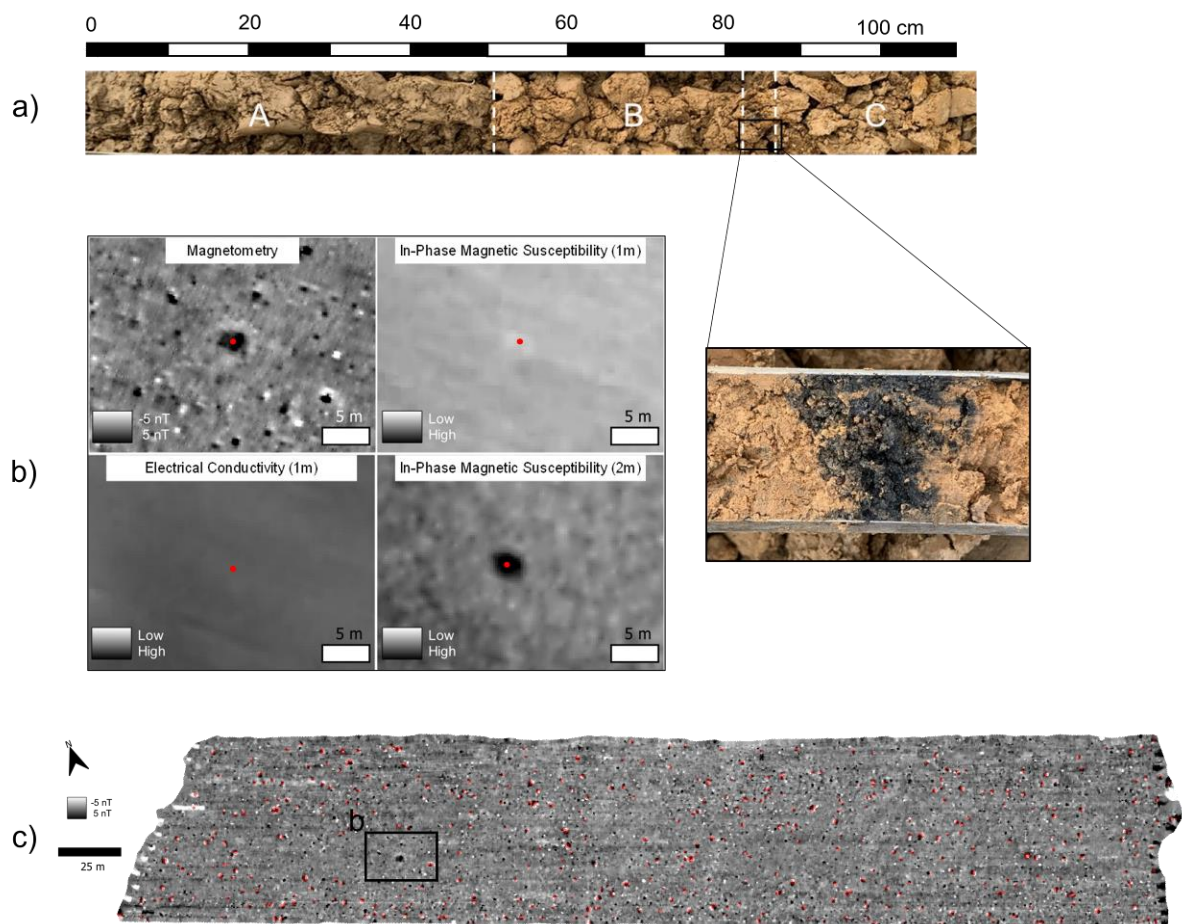 0 20 40 60 80 100 cm
a)
A B C
b)
Magnetometry
-5 nT
5 nT
5 m
In-Phase Magnetic Susceptibility (1m)
Low
High
5 m
Electrical Conductivity (1m)
Low
High
5 m
In-Phase Magnetic Susceptibility (2m)
Low
High
5 m
c)
N
-5 nT
5 nT
25 m
b